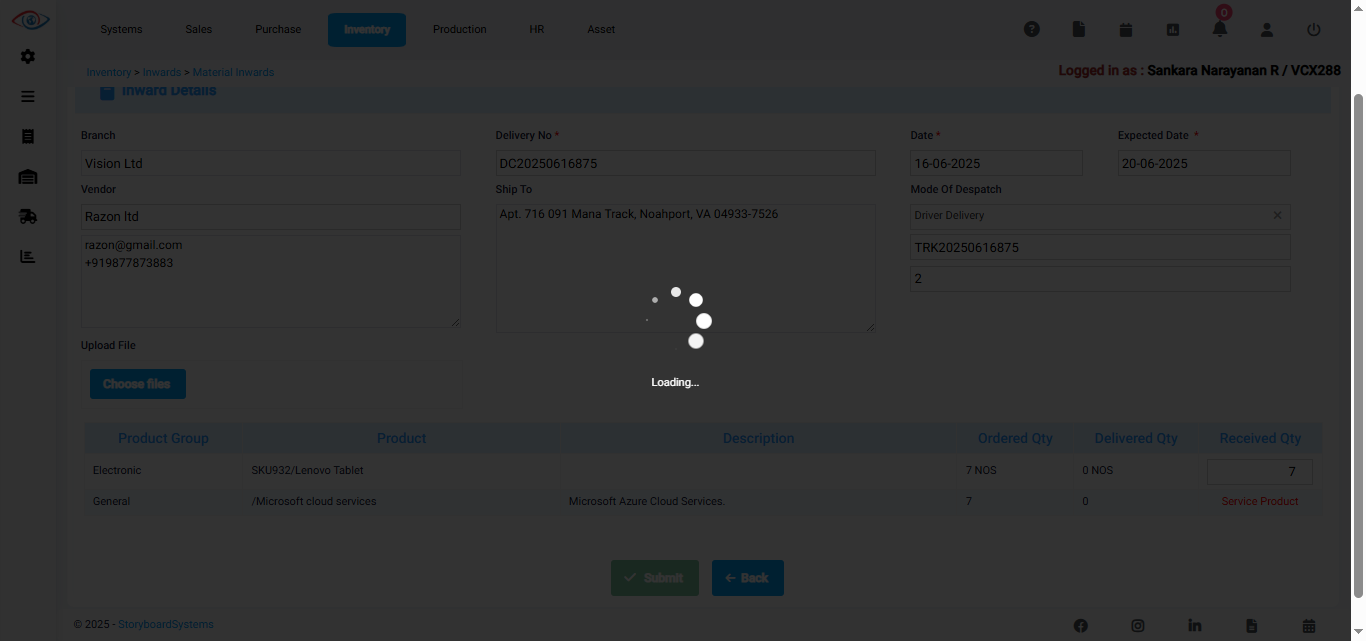 Systems Sales Purchase Inventory Production HR Asset 0
Inventory > Inwards > Material Inwards Logged in as : Sankara Narayanan R / VCX288
Inward Details
Branch Delivery No * Date * Expected Date *
Vision Ltd DC20250616875 16-06-2025 20-06-2025
Vendor Ship To Mode Of Despatch
Razon ltd Apt. 716 091 Mana Track, Noahport, VA 04933-7526 Driver Delivery
razon@gmail.com TRK20250616875
+919877873883 2
Upload File
Loading...
Choose files
Product Group Product Description Ordered Qty Delivered Qty Received Qty
Electronic SKU932/Lenovo Tablet 7 NOS 0 NOS 7
General /Microsoft cloud services Microsoft Azure Cloud Services. 7 0 Service Product
Submit Back
© 2025 - StoryboardSystems